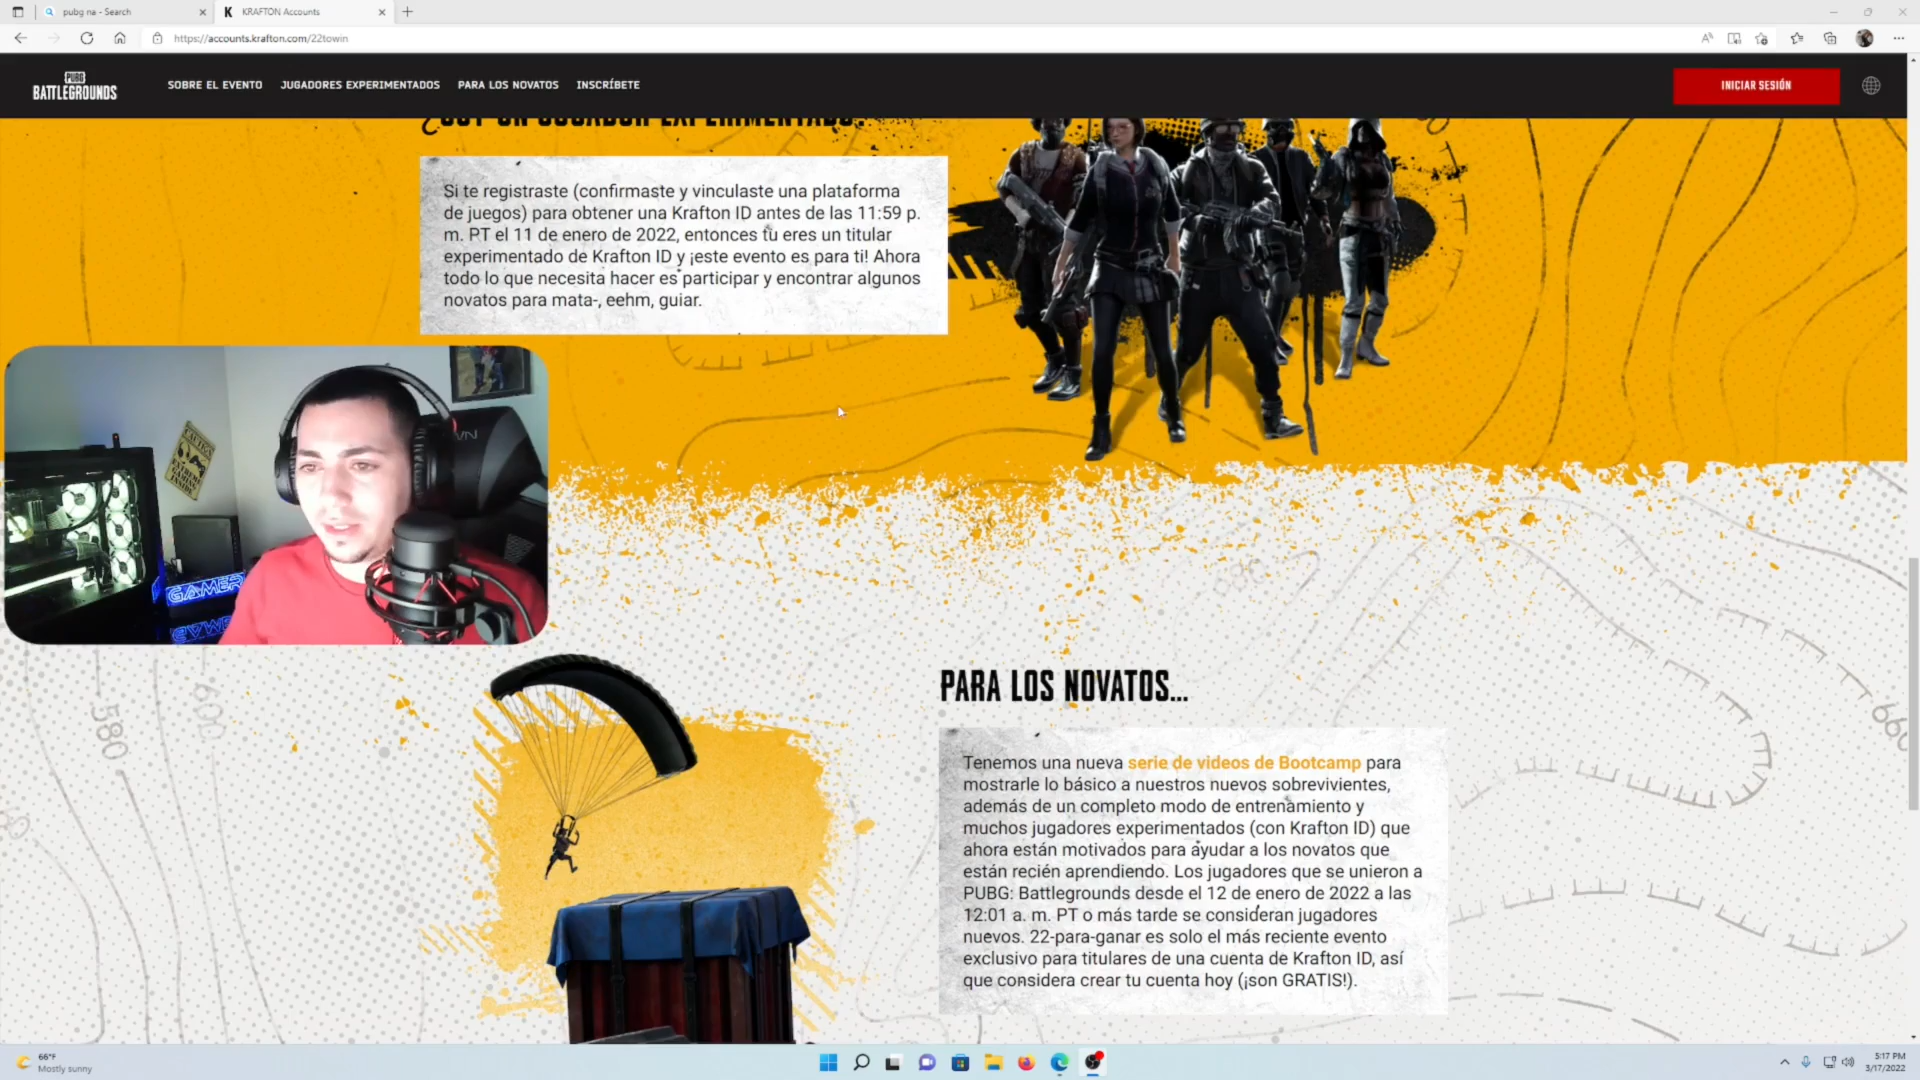 pubg na - Search
KRAFTON Accounts
https://accounts.krafton.com/22towin
PUBG
BATTLEGROUNDS
SOBRE EL EVENTO
JUGADORES EXPERIMENTADOS
PARA LOS NOVATOS
INSCRÍBETE
INICIAR SESIÓN
Si te registraste (confirmaste y vinculaste una plataforma
de juegos) para obtener una Krafton ID antes de las 11:59 p.
m. PT el 11 de enero de 2022, entonces tu eres un titular
experimentado de Krafton ID y ¡este evento es para ti! Ahora
todo lo que necesita hacer es participar y encontrar algunos
novatos para mata-, eehm, guiar.
CAUTION
EXTREME
GAMING
INSIDE
GAMER
580
600
660
PARA LOS NOVATOS...
Tenemos una nueva serie de videos de Bootcamp para
mostrarle lo básico a nuestros nuevos sobrevivientes,
además de un completo modo de entrenamiento y
muchos jugadores experimentados (con Krafton ID) que
ahora están motivados para ayudar a los novatos que
están recién aprendiendo. Los jugadores que se unieron a
PUBG: Battlegrounds desde el 12 de enero de 2022 a las
12:01 a. m. PT o más tarde se consideran jugadores
nuevos. 22-para-ganar es solo el más reciente evento
exclusivo para titulares de una cuenta de Krafton ID, así
que considera crear tu cuenta hoy (¡son GRATIS!).
66°F
Mostly sunny
5:17 PM
3/17/2022